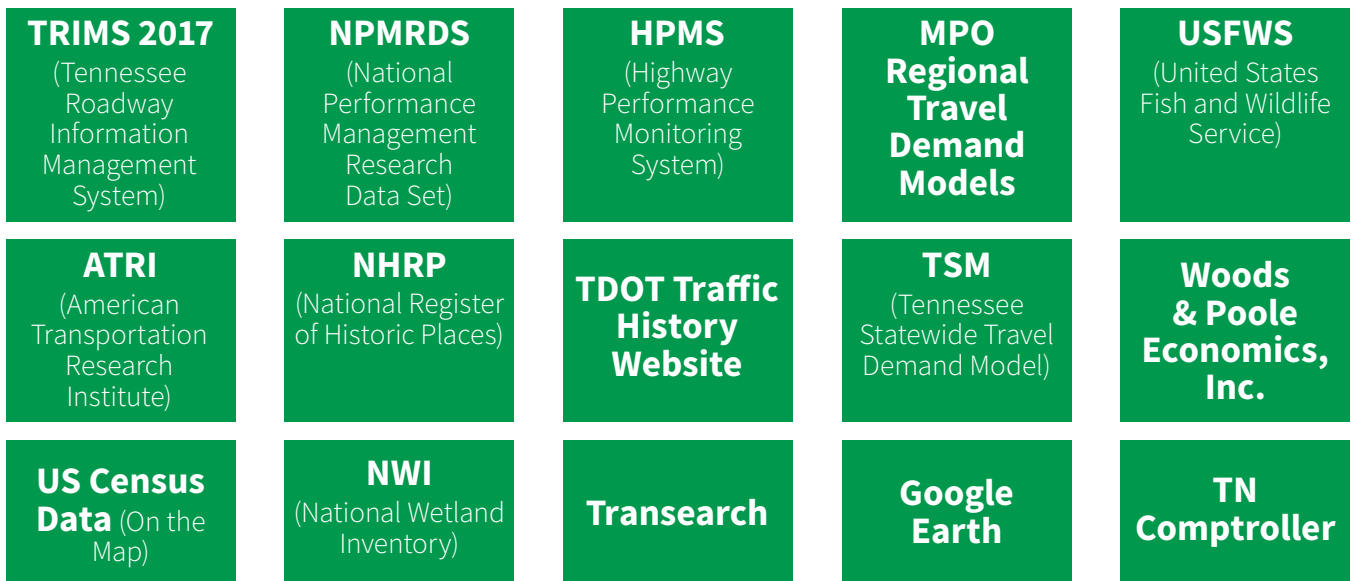 TRIMS 2017
(Tennessee
Roadway
Information
Management
System)
NPMRDS
(National
Performance
Management
Research
Data Set)
HPMS
(Highway
Performance
Monitoring
System)
MPO
Regional
Travel
Demand
Models
USFWS
(United States
Fish and Wildlife
Service)
ATRI
(American
Transportation
Research
Institute)
NHRP
(National Register
of Historic Places)
TDOT Traffic
History
Website
TSM
(Tennessee
Statewide Travel
Demand Model)
Woods
& Poole
Economics,
Inc.
US Census
Data (On the
Map)
NWI
(National Wetland
Inventory)
Transearch
Google
Earth
TN
Comptroller